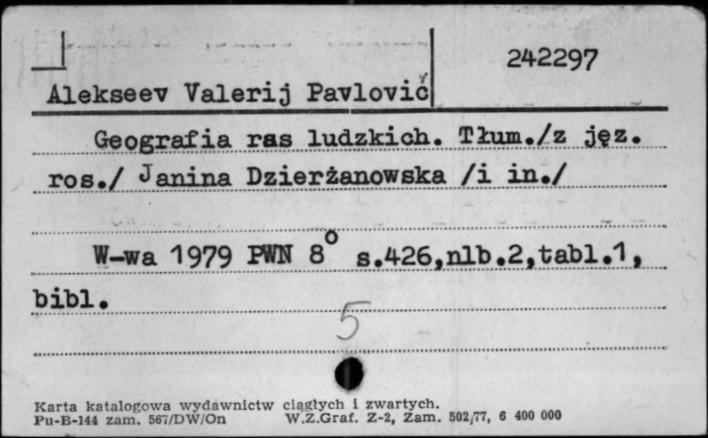 242297
Alekseev Valerij Pavlovič
Geografia ras ludzkich. Tłum./z jęz.
ros./ Janina Dzierżanowska /i in./
W-wa 1979 PWN 8° s.426,nlb.2,tabl.1,
bibl.
5
Karta katalogowa wydawnictw ciągłych i zwartych.
Pu-B-144 zam. 567/DW/On W.Z.Graf. Z-2, Zam. 502/77, 6 400 000